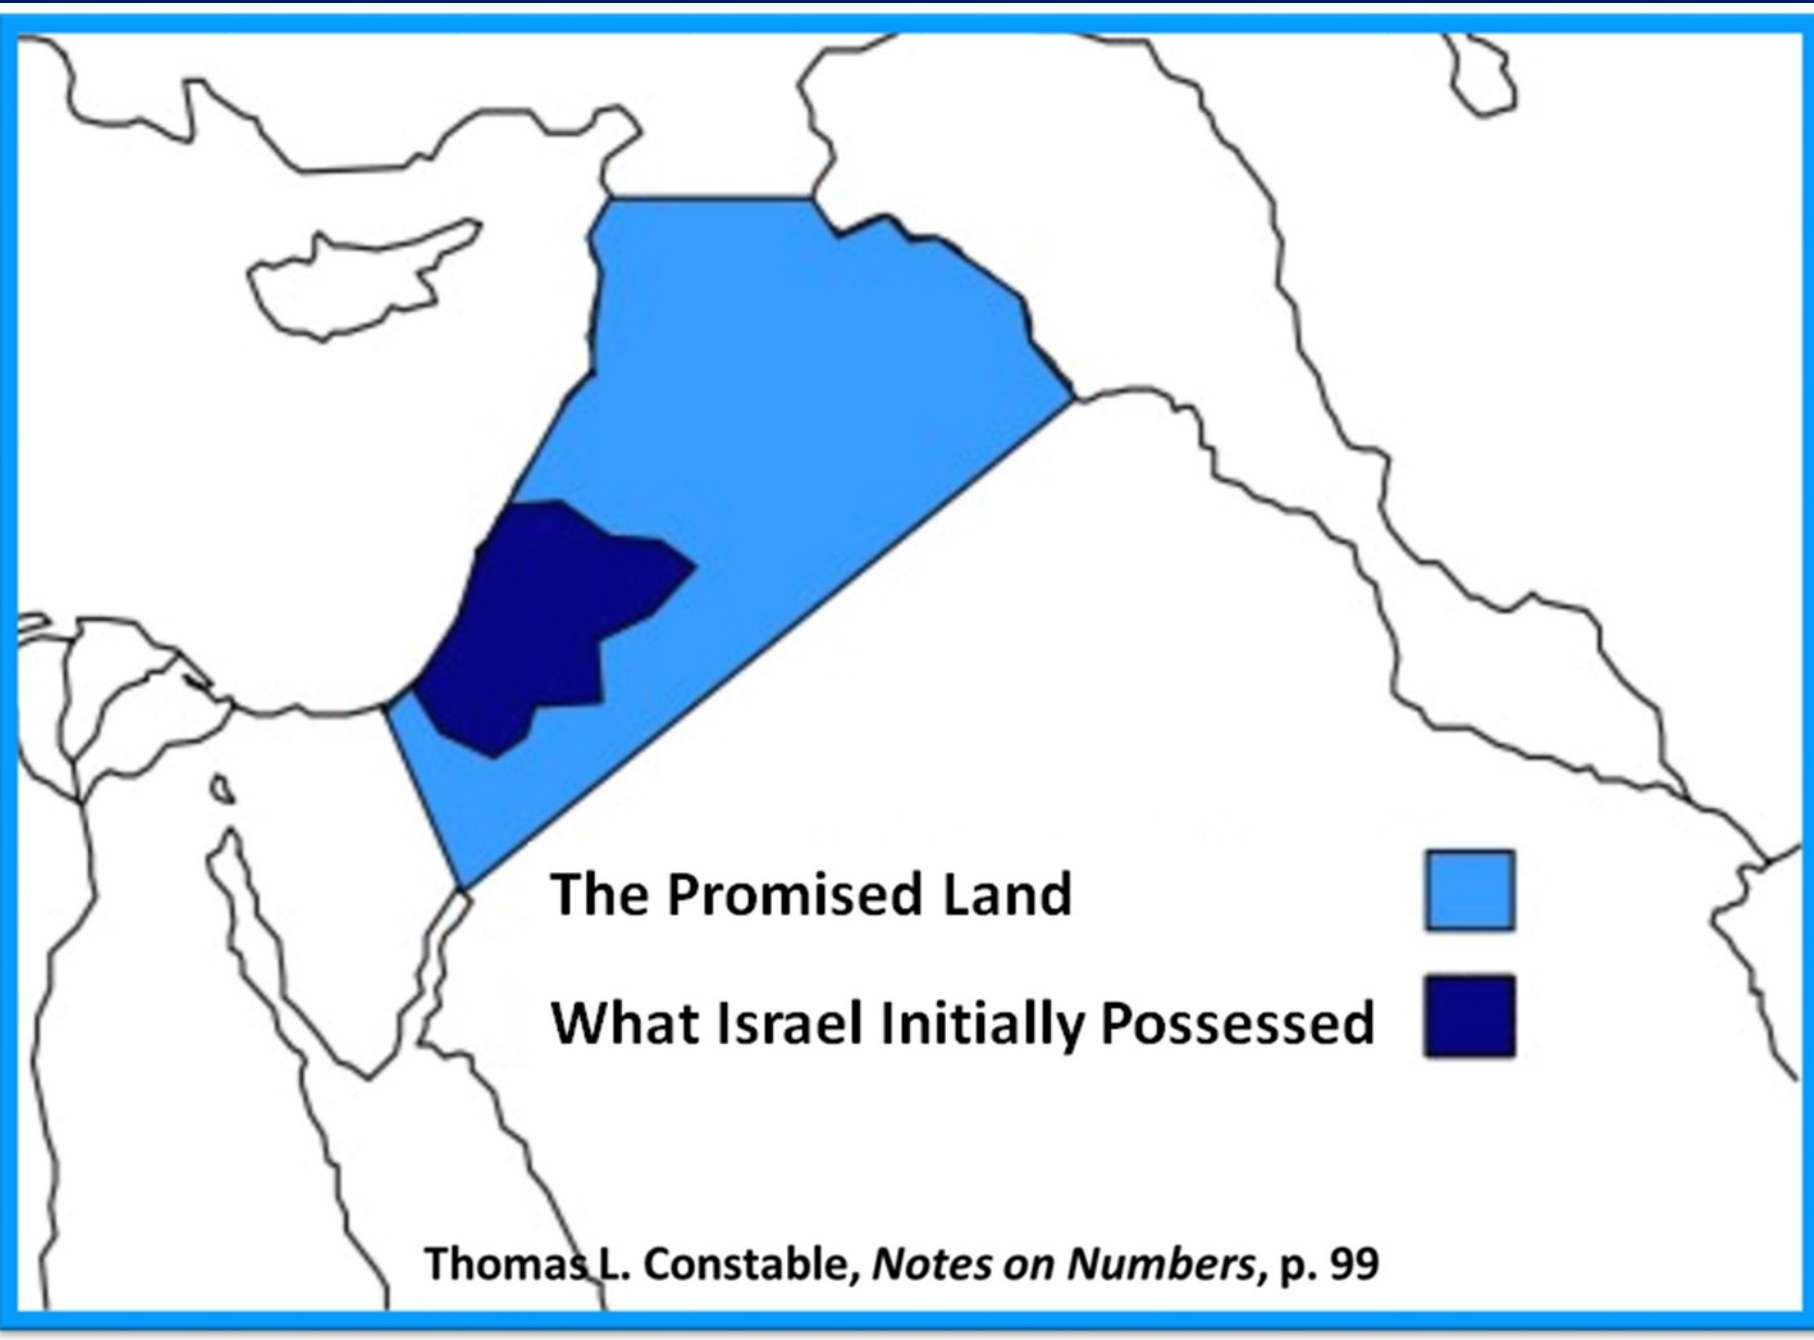 The Promised Land
What Israel Initially Possessed
Thomas L. Constable, Notes on Numbers, p. 99